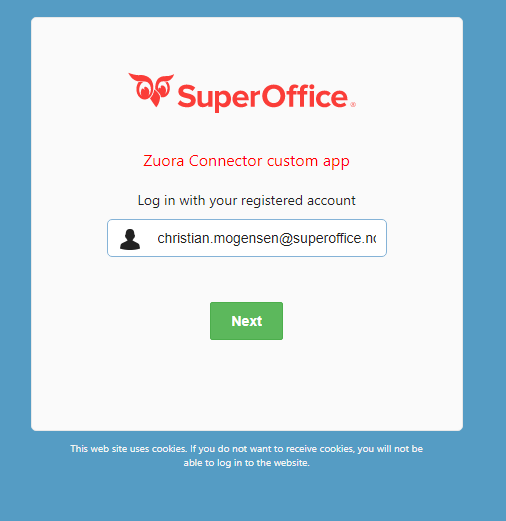 SuperOffice®
Zuora Connector custom app
Log in with your registered account
christian.mogensen@superoffice.no
Next
This web site uses cookies. If you do not want to receive cookies, you will not be
able to log in to the website.